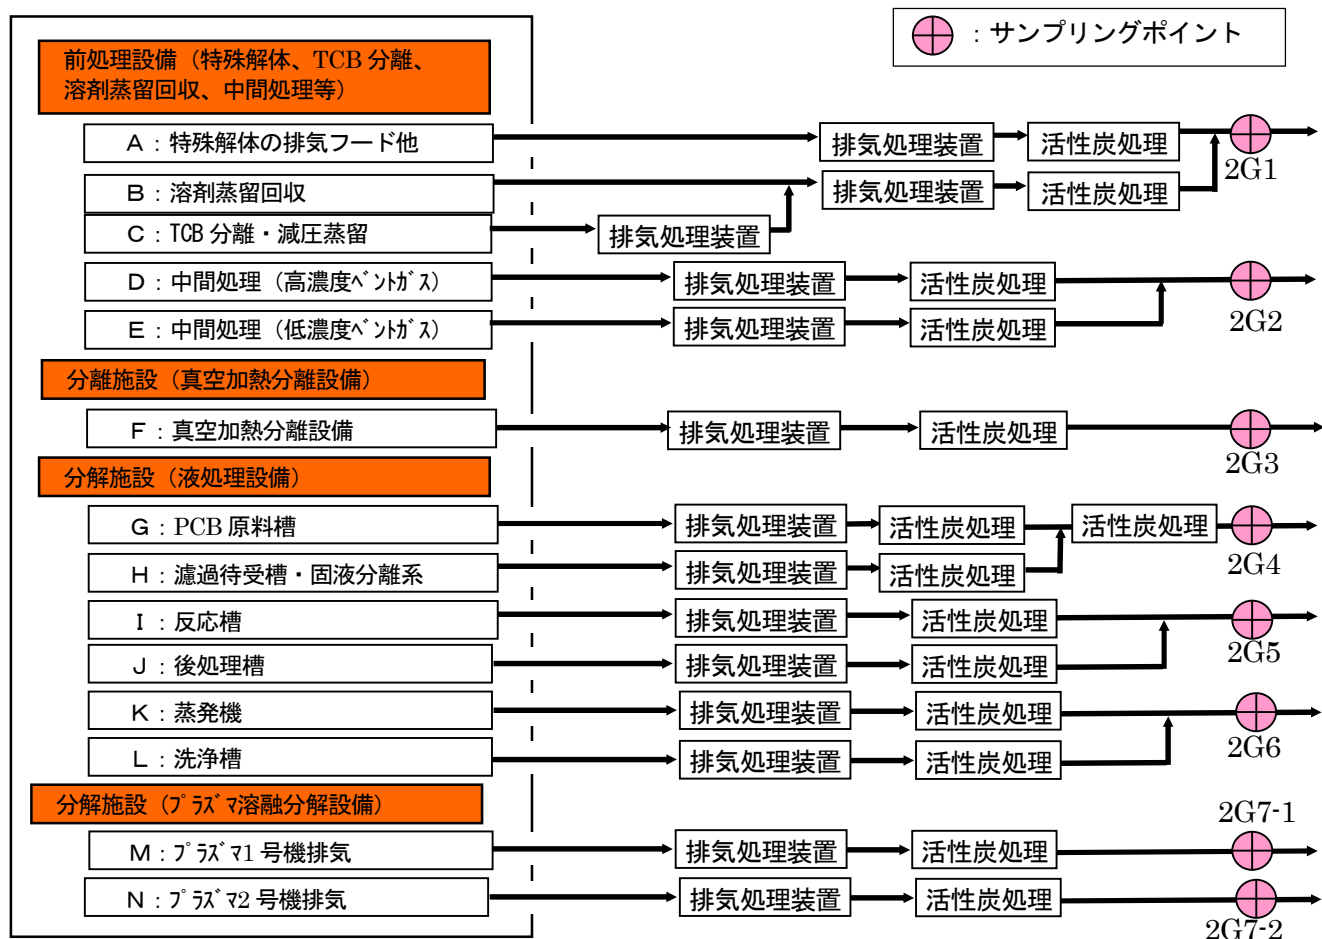 ：サンプリングポイント
前処理設備（特殊解体、TCB 分離、
溶剤蒸留回収、中間処理等）
A：特殊解体の排気フード他
排気処理装置
活性炭処理
2G1
B：溶剤蒸留回収
排気処理装置
活性炭処理
C：TCB 分離・減圧蒸留
排気処理装置
D：中間処理（高濃度ﾍﾞﾝﾄｶﾞｽ）
排気処理装置
活性炭処理
2G2
E：中間処理（低濃度ﾍﾞﾝﾄｶﾞｽ）
排気処理装置
活性炭処理
分離施設（真空加熱分離設備）
F：真空加熱分離設備
排気処理装置
活性炭処理
2G3
分解施設（液処理設備）
G：PCB 原料槽
排気処理装置
活性炭処理
活性炭処理
2G4
H：濾過待受槽・固液分離系
排気処理装置
活性炭処理
I：反応槽
排気処理装置
活性炭処理
2G5
J：後処理槽
排気処理装置
活性炭処理
K：蒸発機
排気処理装置
活性炭処理
2G6
L：洗浄槽
排気処理装置
活性炭処理
分解施設（ﾌﾟﾗｽﾞﾏ溶融分解設備）
2G7-1
M：ﾌﾟﾗｽﾞﾏ1 号機排気
排気処理装置
活性炭処理
N：ﾌﾟﾗｽﾞﾏ2 号機排気
排気処理装置
活性炭処理
2G7-2